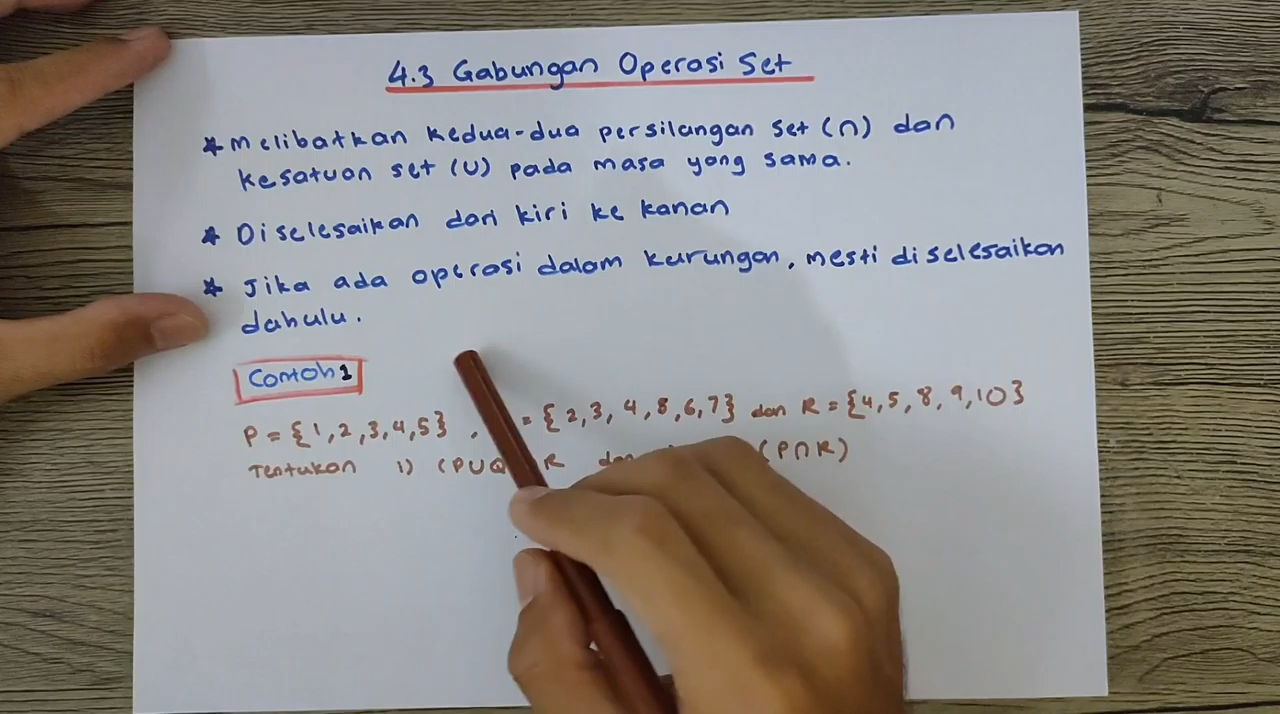 4.3 Gabungan Operasi Set
* Melibatkan kedua-dua persilangan set (∩) dan
kesatuan set (∪) pada masa yang sama.
* Diselesaikan dari kiri ke kanan
* Jika ada operasi dalam kurungan, mesti diselesaikan
dahulu.
Contoh 1
P = {1,2,3,4,5}, = {2,3,4,8,6,7} dan R = {4,5,8,9,10}
Tentukan 1) (P∪Q R (P∩R)